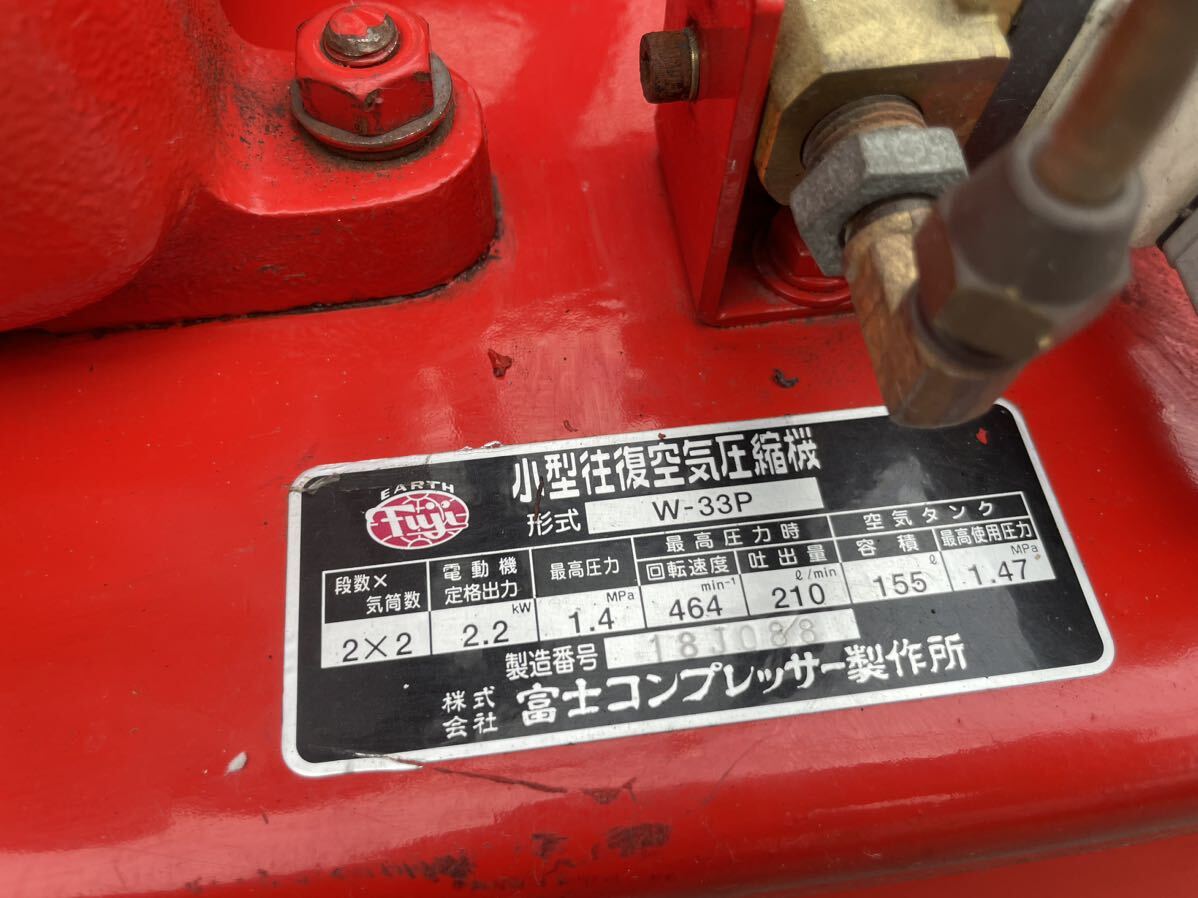 小型往復空気圧縮機
EARTH
Fuji
形式 W-33P
段数×気筒数
電動機定格出力 kW
最高圧力 MPa
最高圧力時
回転速度 min-1
吐出量 ℓ/min
空気タンク
容積 ℓ
最高使用圧力 MPa
2×2 2.2 1.4 464 210 155 1.47
製造番号 18J088
株式会社 富士コンプレッサー製作所